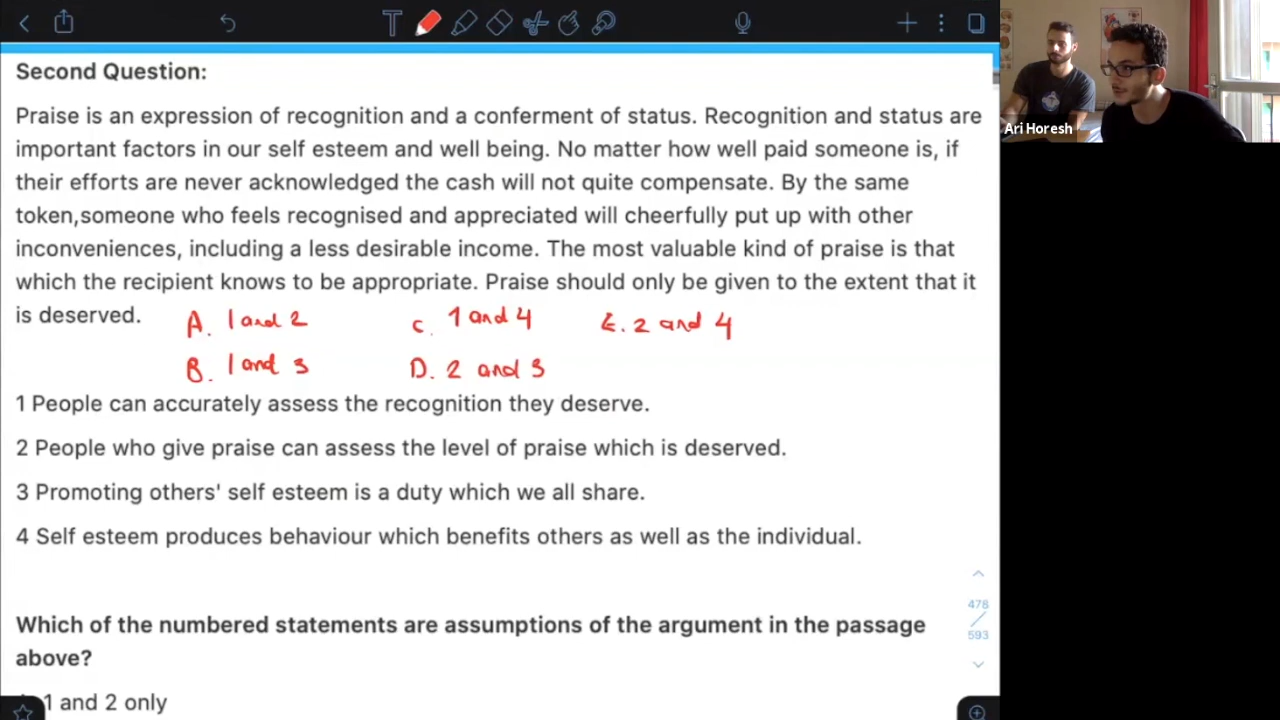 Second Question:
Praise is an expression of recognition and a conferment of status. Recognition and status are
important factors in our self esteem and well being. No matter how well paid someone is, if
their efforts are never acknowledged the cash will not quite compensate. By the same
token,someone who feels recognised and appreciated will cheerfully put up with other
inconveniences, including a less desirable income. The most valuable kind of praise is that
which the recipient knows to be appropriate. Praise should only be given to the extent that it
is deserved.
A. 1 and 2 C. 1 and 4 E. 2 and 4
B. 1 and 3 D. 2 and 3
1 People can accurately assess the recognition they deserve.
2 People who give praise can assess the level of praise which is deserved.
3 Promoting others' self esteem is a duty which we all share.
4 Self esteem produces behaviour which benefits others as well as the individual.
478
593
Which of the numbered statements are assumptions of the argument in the passage
above?
1 and 2 only
Ari Horesh